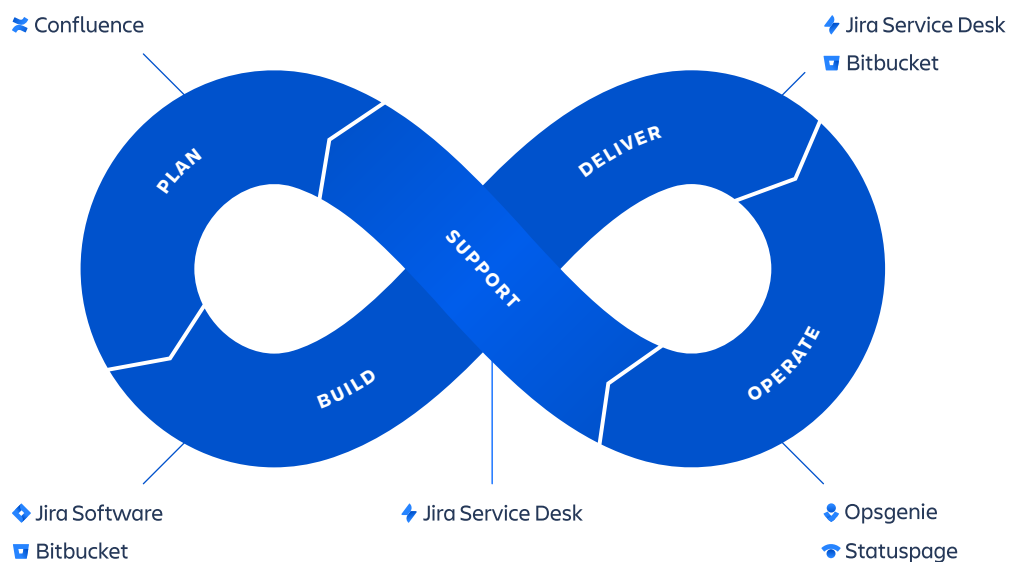 Confluence
Jira Service Desk
Bitbucket
PLAN
DELIVER
SUPPORT
BUILD
OPERATE
Jira Software
Bitbucket
Jira Service Desk
Opsgenie
Statuspage